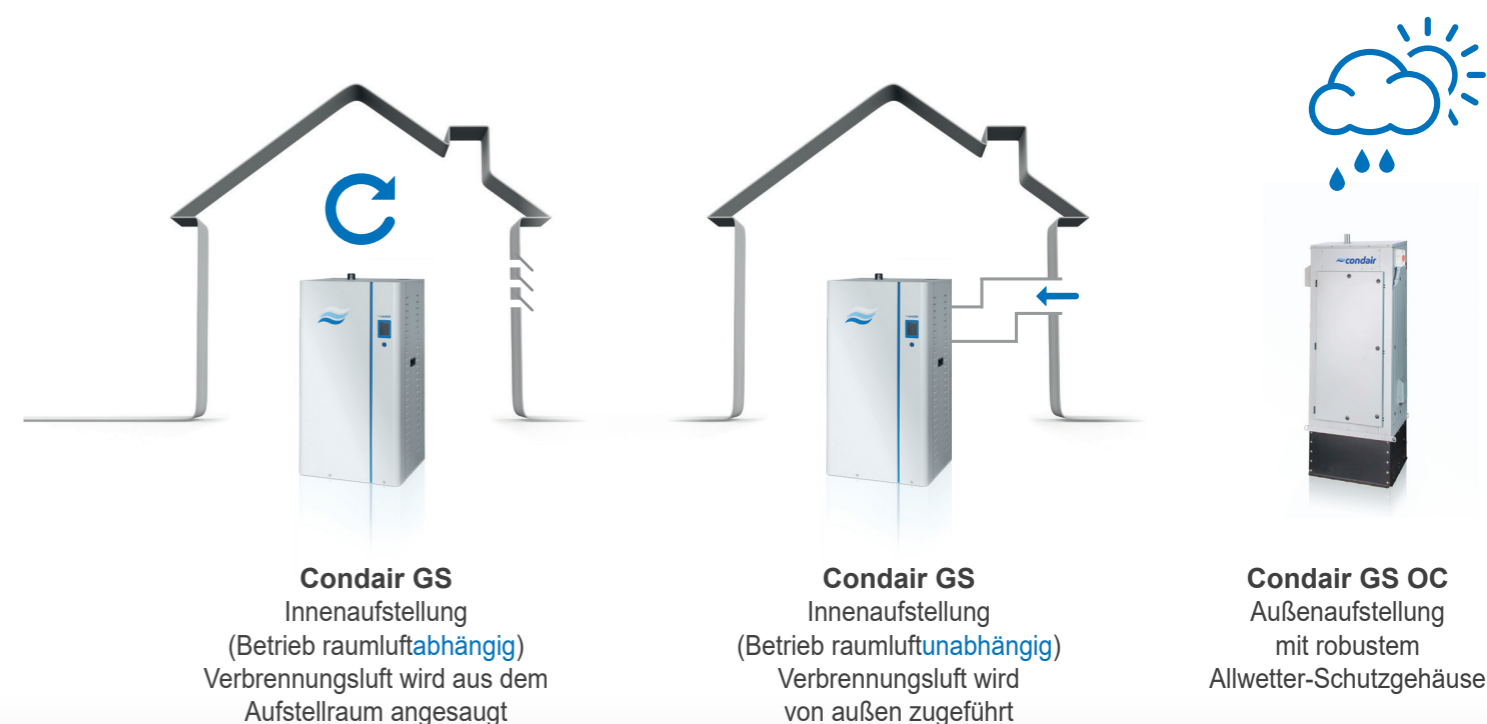 condair
Condair GS
Innenaufstellung
(Betrieb raumluftabhängig)
Verbrennungsluft wird aus dem
Aufstellraum angesaugt
Condair GS
Innenaufstellung
(Betrieb raumluftunabhängig)
Verbrennungsluft wird
von außen zugeführt
Condair GS OC
Außenaufstellung
mit robustem
Allwetter-Schutzgehäuse